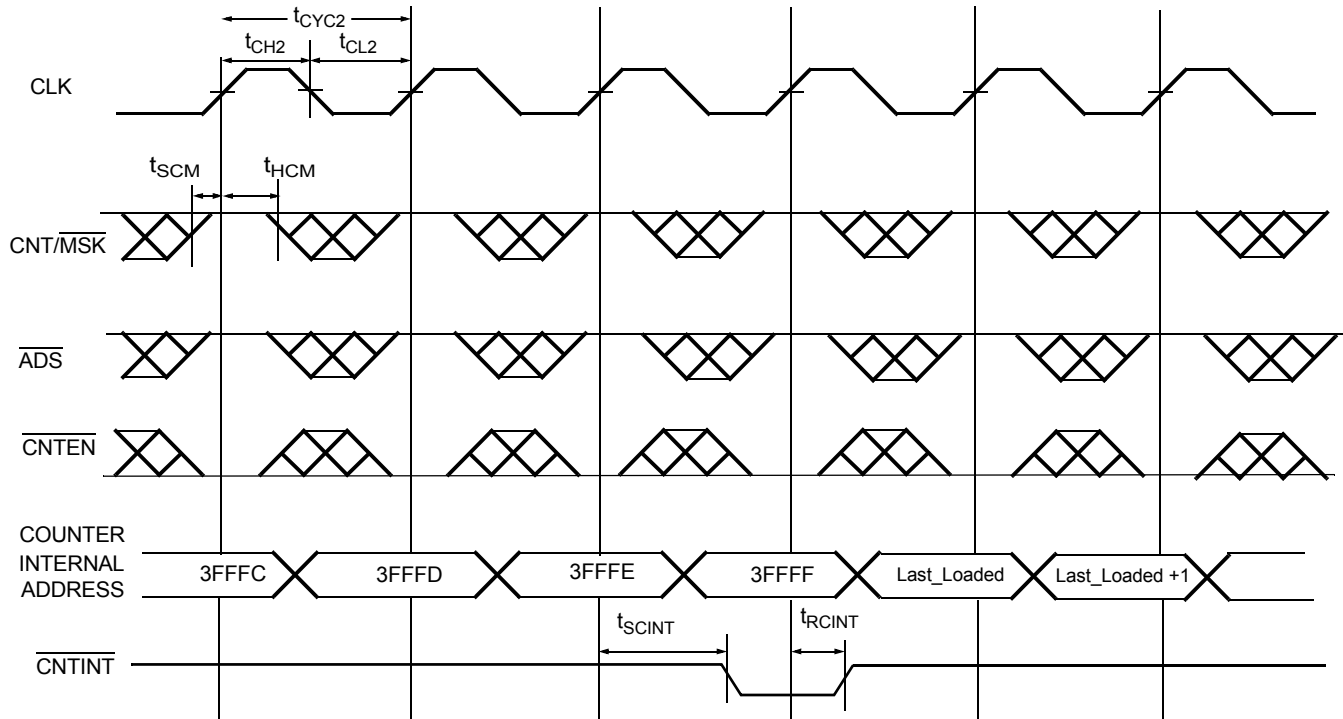 tCYC2
tCH2
tCL2
CLK
tSCM
tHCM
CNT/MSK
ADS
CNTEN
COUNTER
INTERNAL
ADDRESS
3FFFC
3FFFD
3FFFE
3FFFF
Last_Loaded
Last_Loaded +1
tSCINT
tRCINT
CNTINT